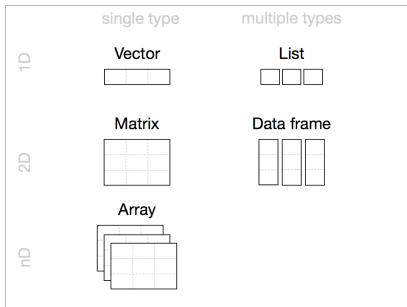 single type multiple types
1D
Vector List
2D
Matrix Data frame
nD
Array